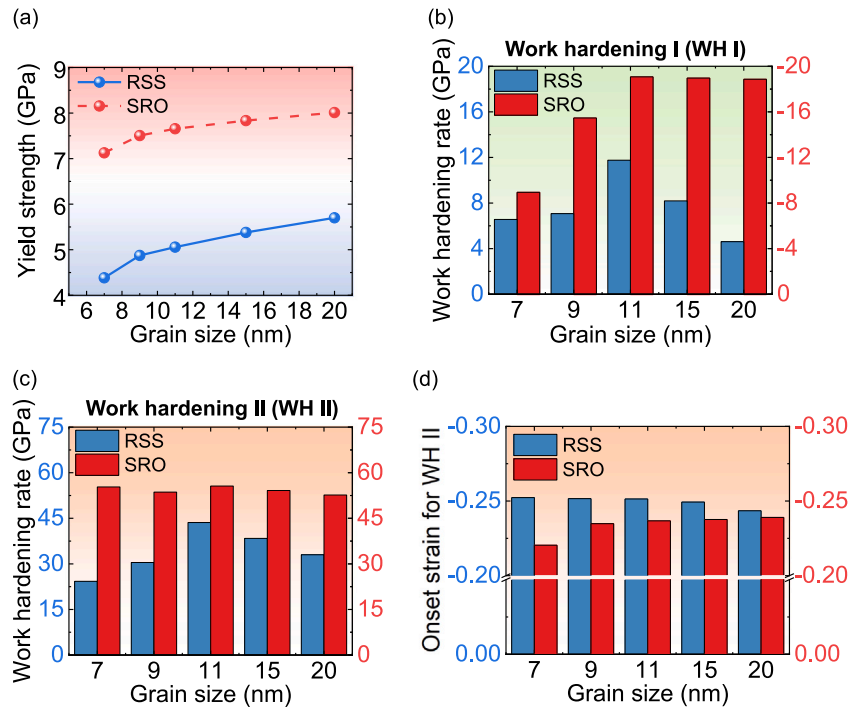 (a)
Yield strength (GPa)
9
8
7
6
5
4
RSS
SRO
6 8 10 12 14 16 18 20
Grain size (nm)
(b)
Work hardening I (WH I)
Work hardening rate (GPa)
20
16
12
8
4
0
RSS
SRO
-20
-16
-12
-8
-4
0
7 9 11 15 20
Grain size (nm)
(c)
Work hardening II (WH II)
Work hardening rate (GPa)
75
60
45
30
15
0
RSS
SRO
75
60
45
30
15
0
7 9 11 15 20
Grain size (nm)
(d)
Onset strain for WH II
-0.30
-0.25
-0.20
0.00
RSS
SRO
-0.30
-0.25
-0.20
0.00
7 9 11 15 20
Grain size (nm)